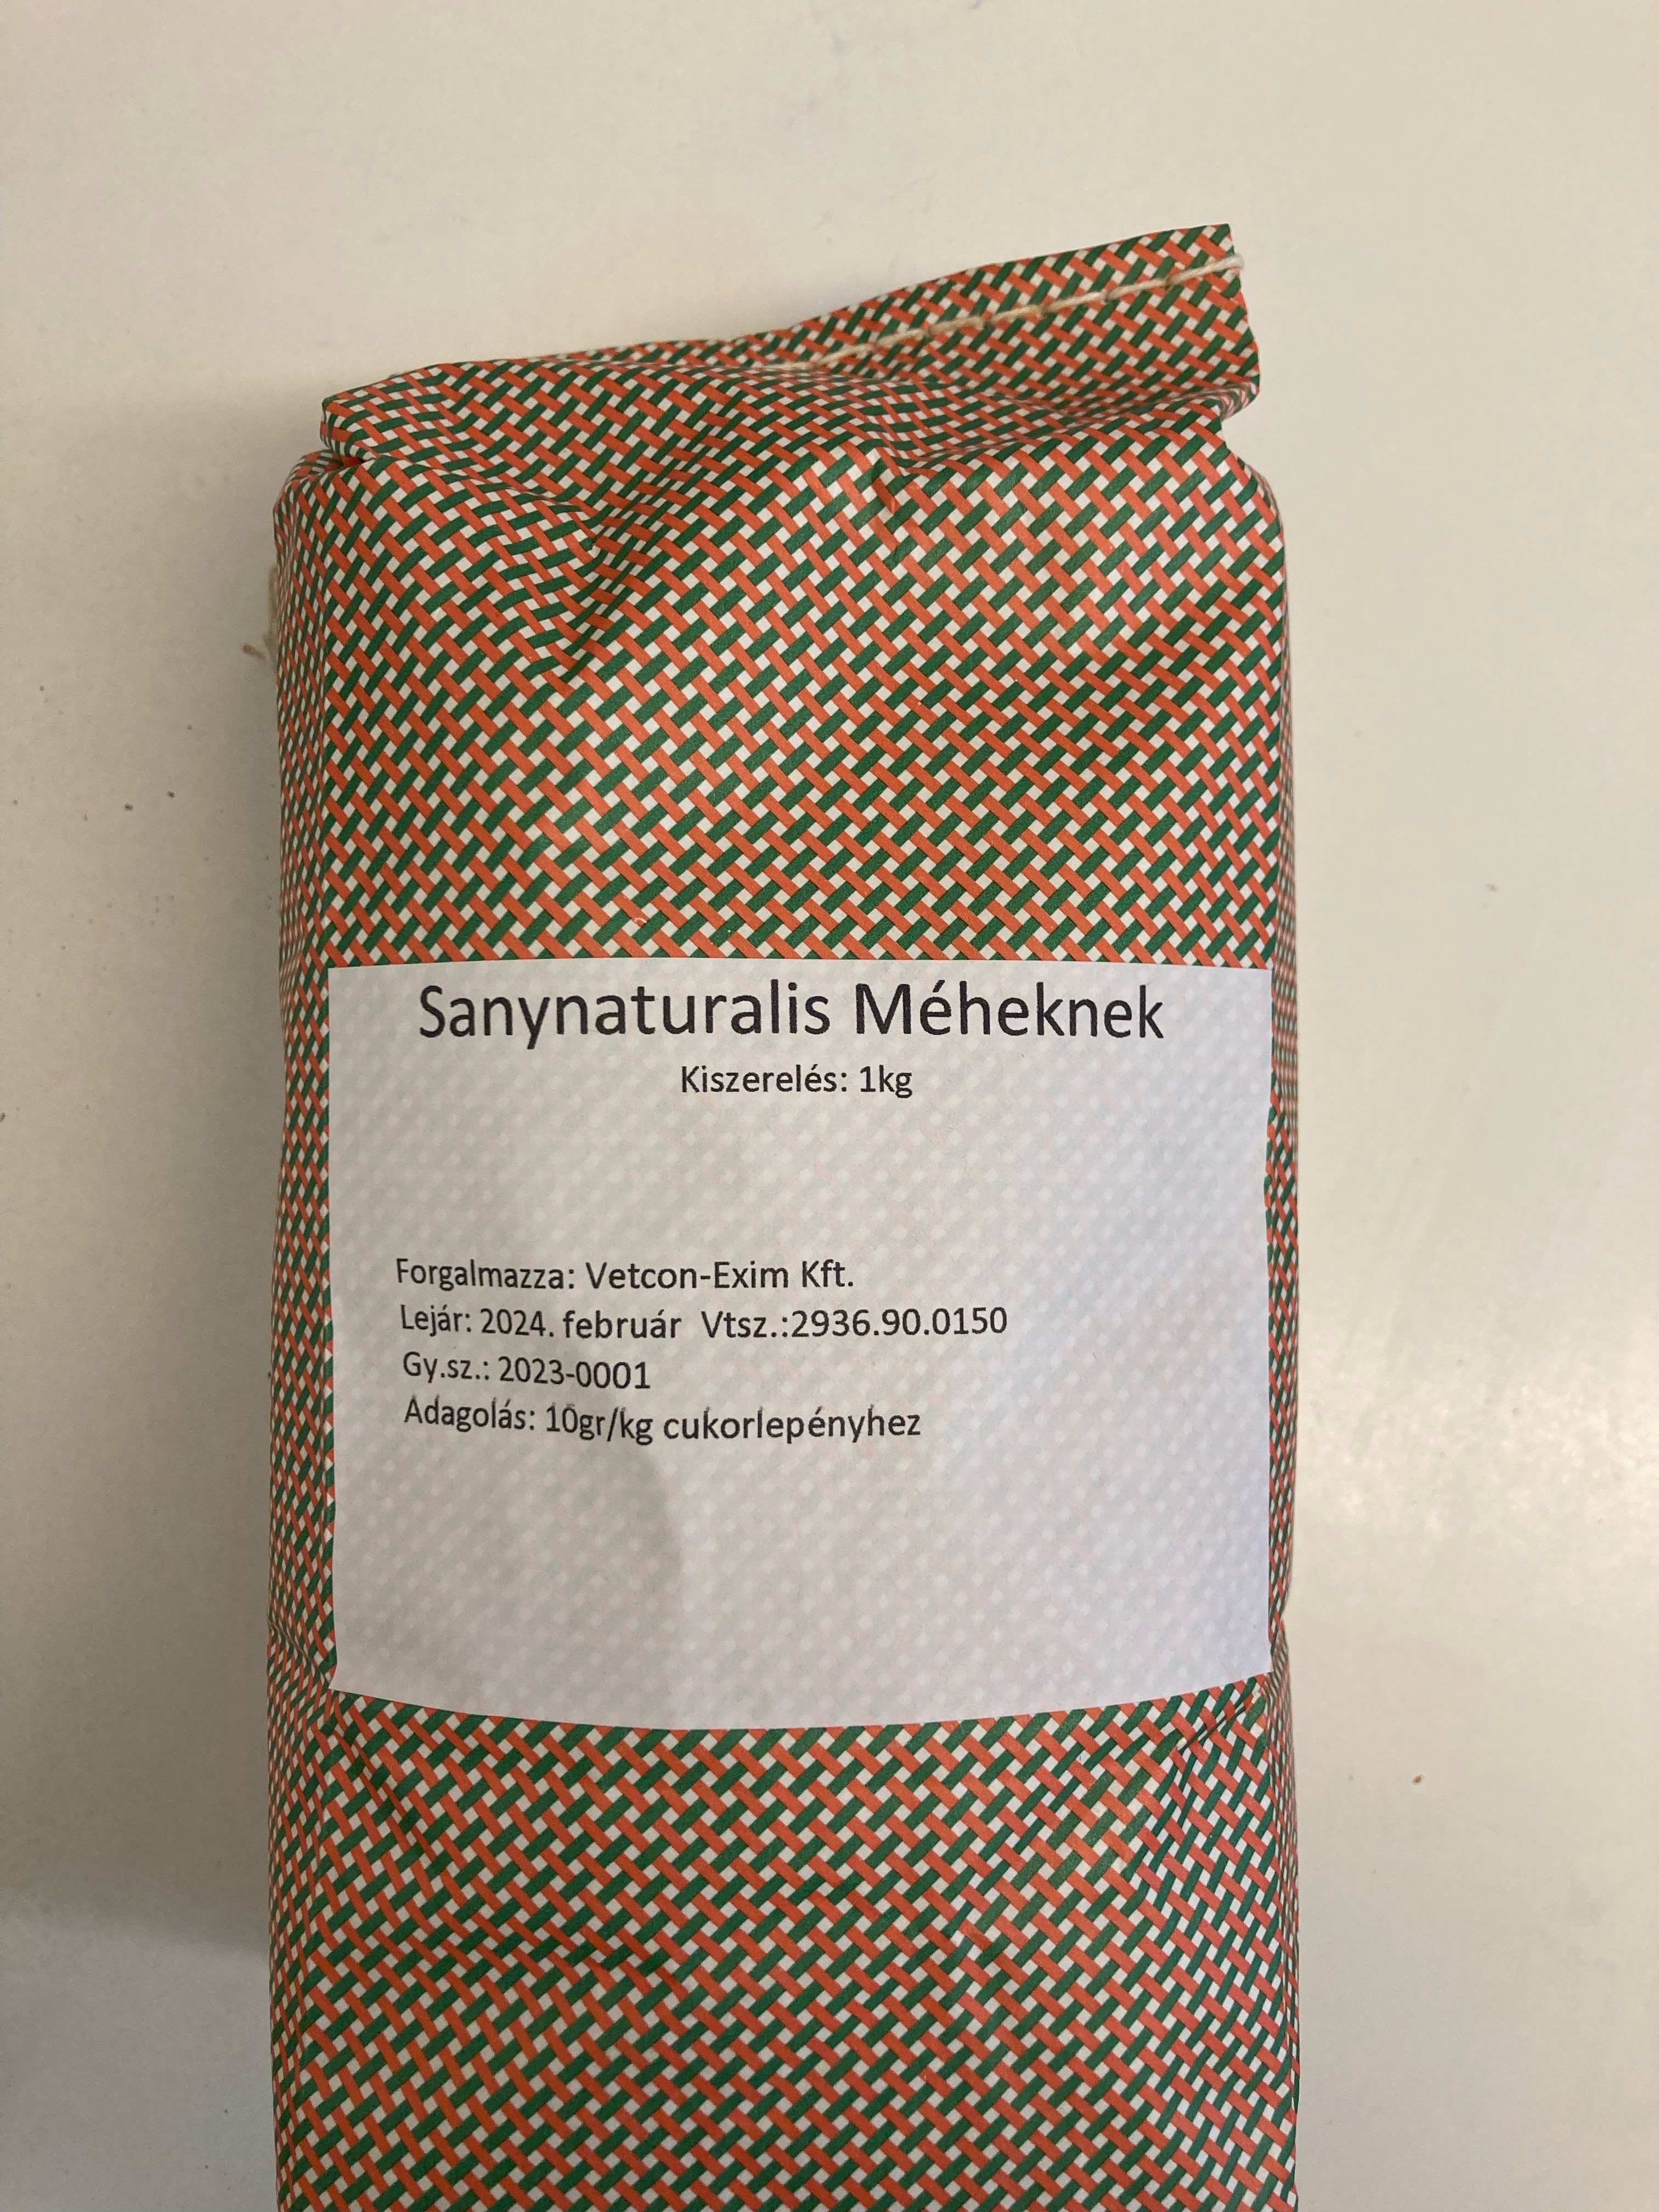 Sanynaturalis Méheknek
Kiszerelés: 1kg
Forgalmazza: Vetcon-Exim Kft.
Lejár: 2024. február Vtsz.:2936.90.0150
Gy.sz.: 2023-0001
Adagolás: 10gr/kg cukorlepényhez